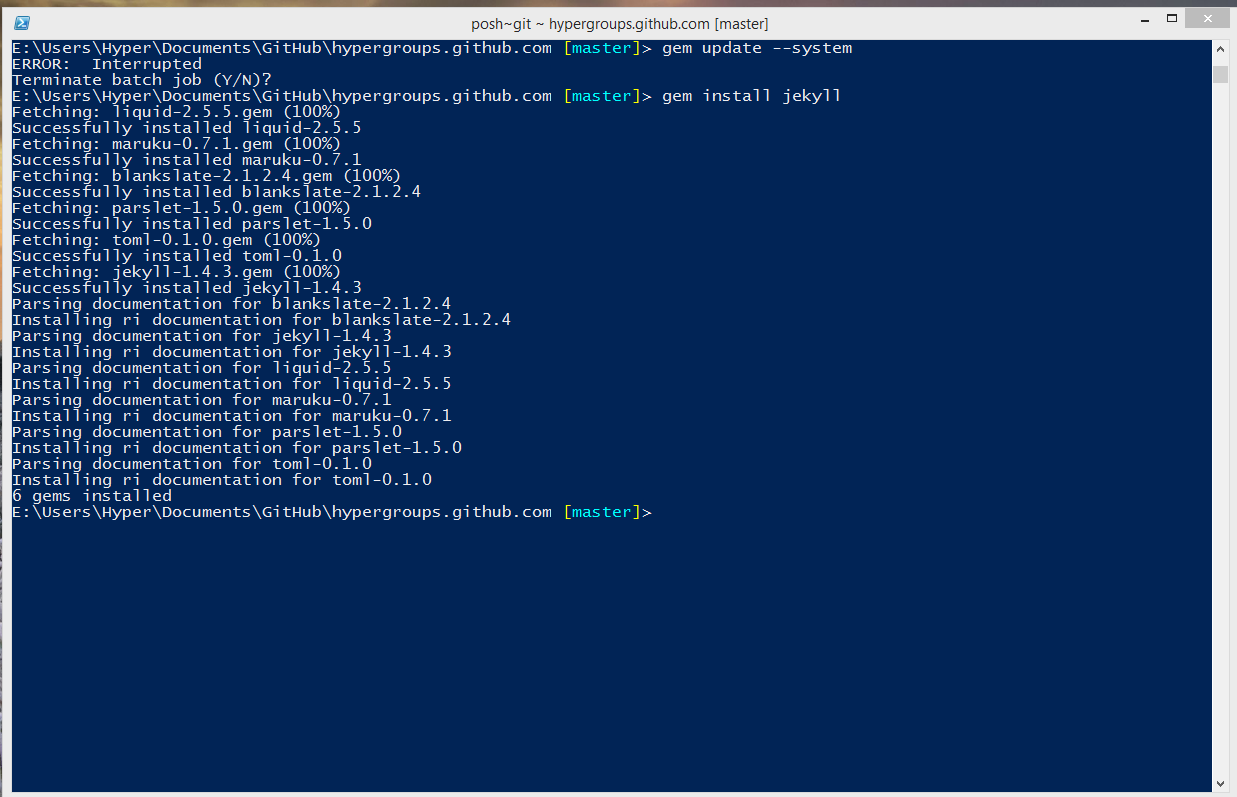 posh~git ~ hypergroups.github.com [master]
E:\Users\Hyper\Documents\GitHub\hypergroups.github.com [master]> gem update --system
ERROR:  Interrupted
Terminate batch job (Y/N)?
E:\Users\Hyper\Documents\GitHub\hypergroups.github.com [master]> gem install jekyll
Fetching: liquid-2.5.5.gem (100%)
Successfully installed liquid-2.5.5
Fetching: maruku-0.7.1.gem (100%)
Successfully installed maruku-0.7.1
Fetching: blankslate-2.1.2.4.gem (100%)
Successfully installed blankslate-2.1.2.4
Fetching: parslet-1.5.0.gem (100%)
Successfully installed parslet-1.5.0
Fetching: toml-0.1.0.gem (100%)
Successfully installed toml-0.1.0
Fetching: jekyll-1.4.3.gem (100%)
Successfully installed jekyll-1.4.3
Parsing documentation for blankslate-2.1.2.4
Installing ri documentation for blankslate-2.1.2.4
Parsing documentation for jekyll-1.4.3
Installing ri documentation for jekyll-1.4.3
Parsing documentation for liquid-2.5.5
Installing ri documentation for liquid-2.5.5
Parsing documentation for maruku-0.7.1
Installing ri documentation for maruku-0.7.1
Parsing documentation for parslet-1.5.0
Installing ri documentation for parslet-1.5.0
Parsing documentation for toml-0.1.0
Installing ri documentation for toml-0.1.0
6 gems installed
E:\Users\Hyper\Documents\GitHub\hypergroups.github.com [master]>